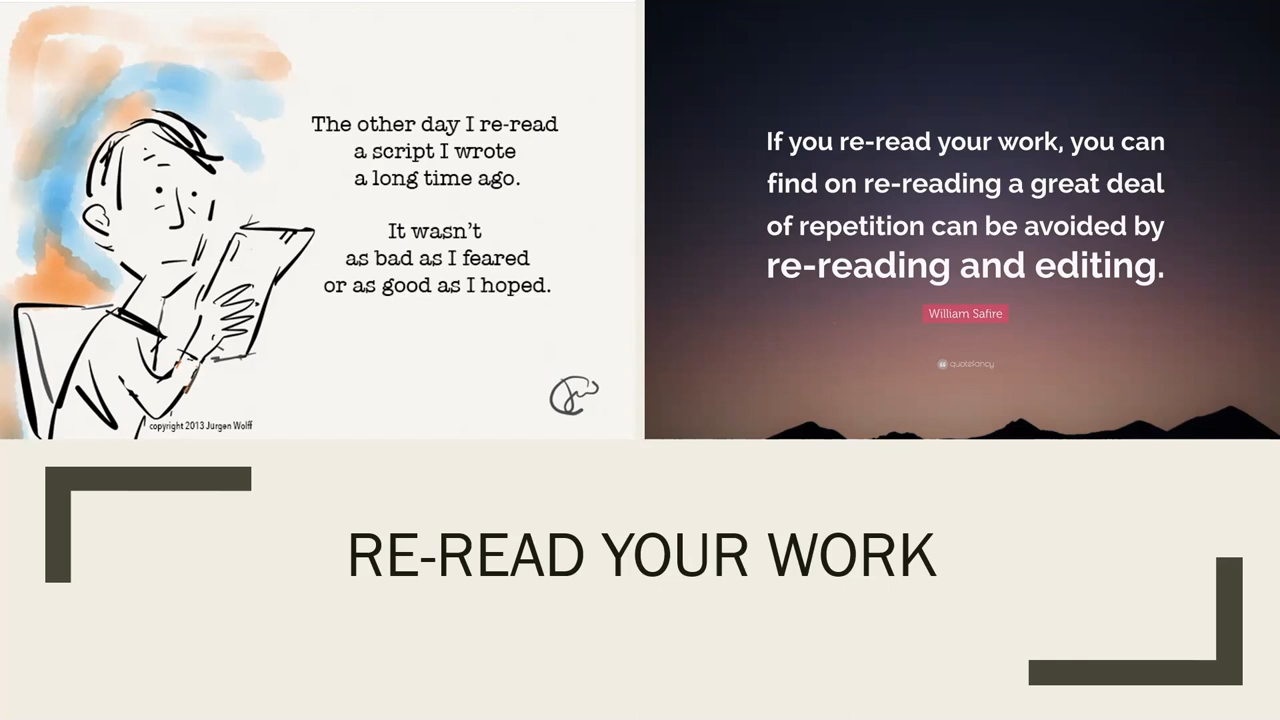 The other day I re-read
a script I wrote
a long time ago.
It wasn't
as bad as I feared
or as good as I hoped.
copyright 2013 Jurgen Wolff
If you re-read your work, you can
find on re-reading a great deal
of repetition can be avoided by
re-reading and editing.
William Safire
quotefancy
RE-READ YOUR WORK